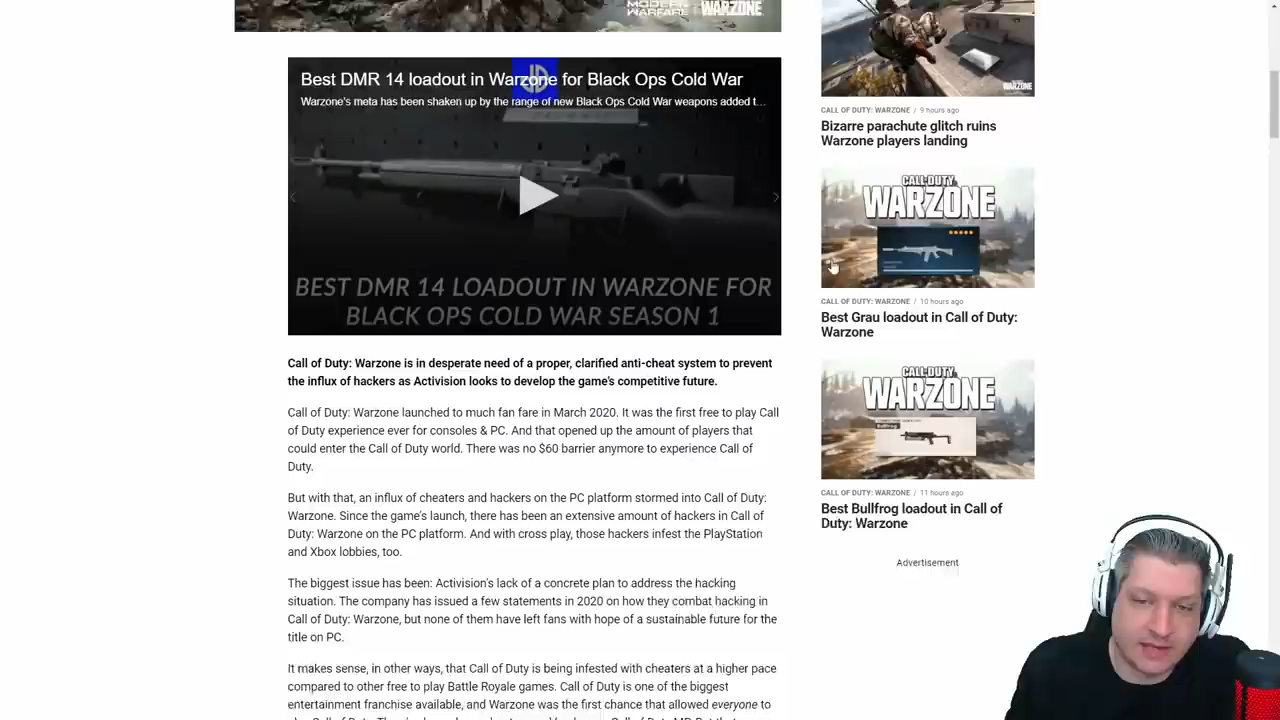 MODERN
WARFARE
WARZONE
Best DMR 14 loadout in Warzone for Black Ops Cold War
Warzone's meta has been shaken up by the range of new Black Ops Cold War weapons added t...
BEST DMR 14 LOADOUT IN WARZONE FOR
BLACK OPS COLD WAR SEASON 1
Call of Duty: Warzone is in desperate need of a proper, clarified anti-cheat system to prevent
the influx of hackers as Activision looks to develop the game's competitive future.
Call of Duty: Warzone launched to much fan fare in March 2020. It was the first free to play Call
of Duty experience ever for consoles & PC. And that opened up the amount of players that
could enter the Call of Duty world. There was no $60 barrier anymore to experience Call of
Duty.
But with that, an influx of cheaters and hackers on the PC platform stormed into Call of Duty:
Warzone. Since the game's launch, there has been an extensive amount of hackers in Call of
Duty: Warzone on the PC platform. And with cross play, those hackers infest the PlayStation
and Xbox lobbies, too.
The biggest issue has been: Activision's lack of a concrete plan to address the hacking
situation. The company has issued a few statements in 2020 on how they combat hacking in
Call of Duty: Warzone, but none of them have left fans with hope of a sustainable future for the
title on PC.
It makes sense, in other ways, that Call of Duty is being infested with cheaters at a higher pace
compared to other free to play Battle Royale games. Call of Duty is one of the biggest
entertainment franchise available, and Warzone was the first chance that allowed everyone to
WARZONE
CALL OF DUTY: WARZONE / 9 hours ago
Bizarre parachute glitch ruins
Warzone players landing
CALL·DUTY
WARZONE
CALL OF DUTY: WARZONE / 10 hours ago
Best Grau loadout in Call of Duty:
Warzone
CALL·DUTY
WARZONE
Bullfrog
CALL OF DUTY: WARZONE / 11 hours ago
Best Bullfrog loadout in Call of
Duty: Warzone
Advertisement